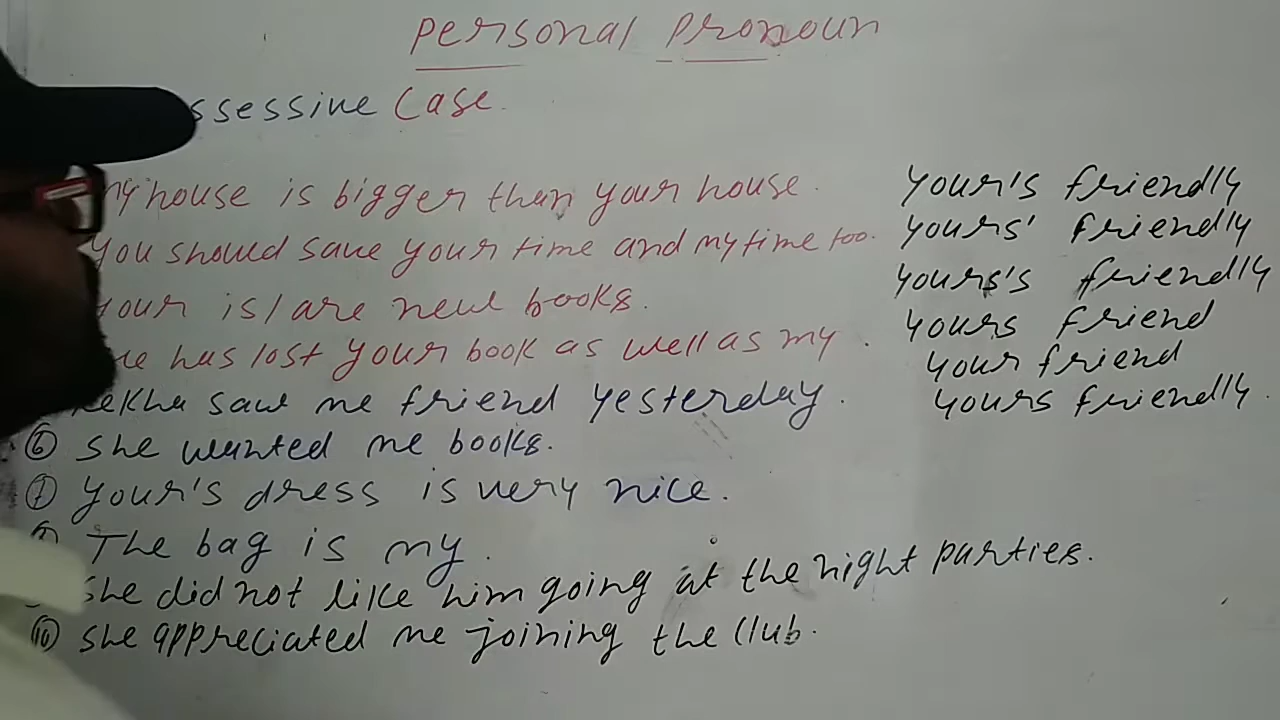 Personal Pronoun
ssessive Case.
my house is bigger than your house.
you should save your time and my time too.
your is/are new books.
has lost your book as well as my.
saw me friend yesterday.
⑥ She wanted me books.
⑦ your's dress is very nice.
The bag is my.
She did not like him going at the night parties.
⑩ She appreciated me joining the club.
your's friendly
yours' friendly
yours's friendly
yours friend
your friend
yours friendly.